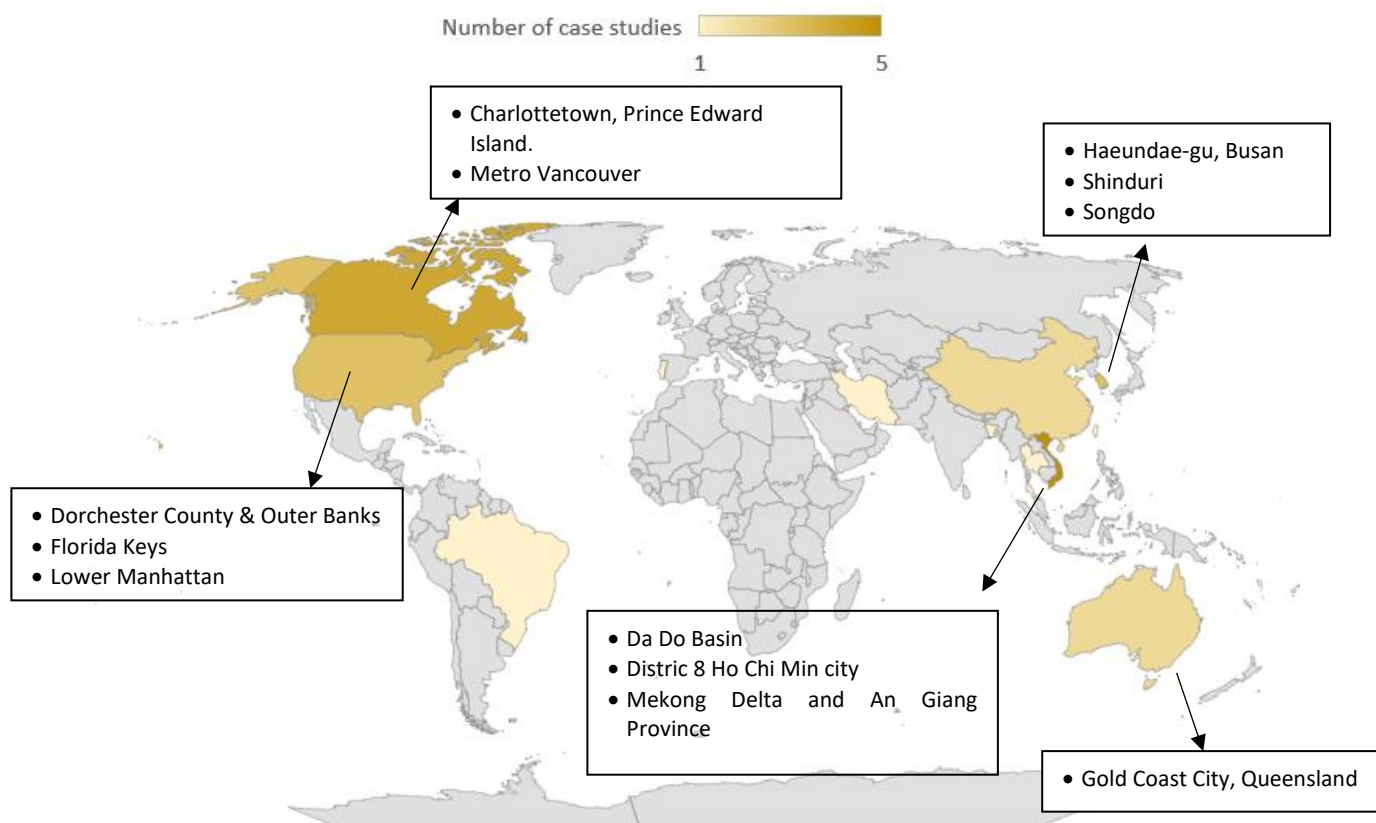 Number of case studies
1 5
• Charlottetown, Prince Edward
Island.
• Metro Vancouver
• Haeundae-gu, Busan
• Shinduri
• Songdo
• Dorchester County & Outer Banks
• Florida Keys
• Lower Manhattan
• Da Do Basin
• Distric 8 Ho Chi Min city
• Mekong Delta and An Giang
Province
• Gold Coast City, Queensland